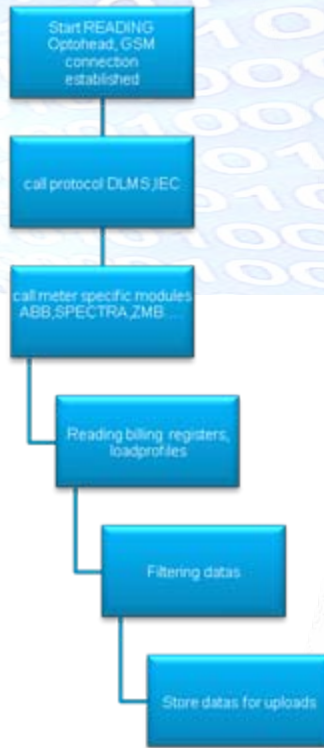 Start READING
Optohead, GSM
connection
established
call protocol DLMS,IEC
call meter specific modules
ABB,SPECTRA,ZMB....
Reading billing registers,
loadprofiles
Filtering datas
Store datas for uploads